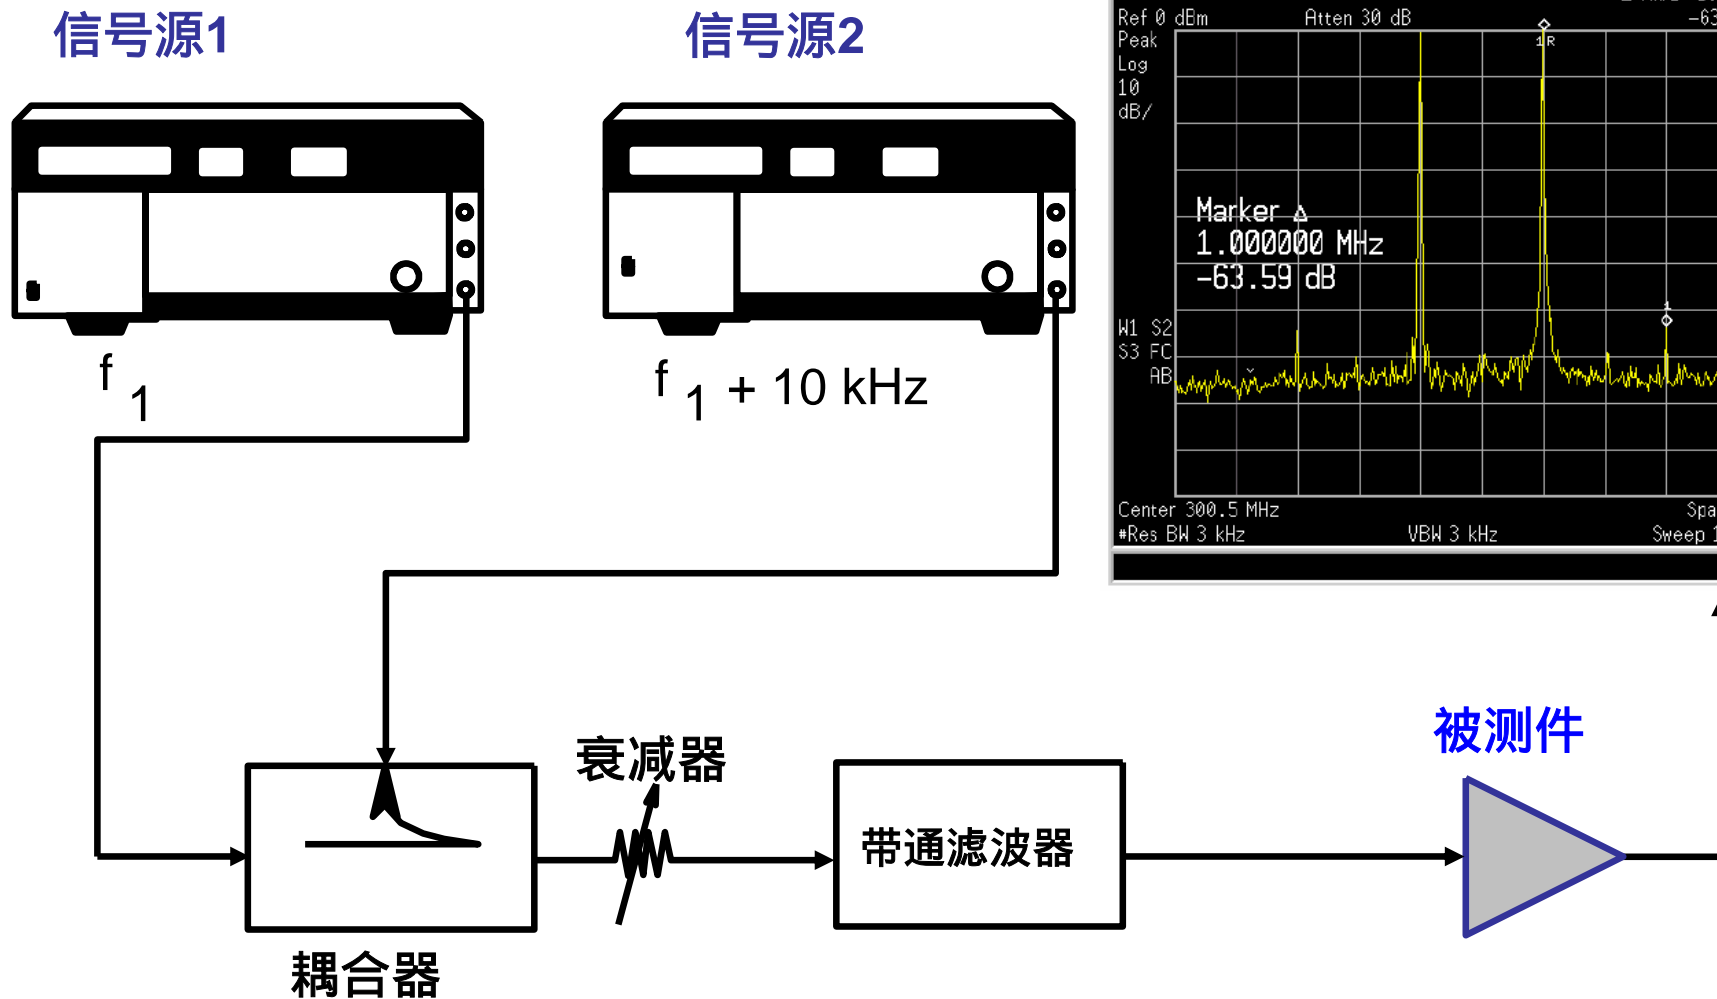 信号源1
信号源2
f 1
f 1 + 10 kHz
Ref 0 dBm Atten 30 dB -63
Peak
Log
10
dB/
1R
Marker Δ
1.000000 MHz
-63.59 dB
1
W1 S2
S3 FC
AB
Center 300.5 MHz
#Res BW 3 kHz VBW 3 kHz Sweep 1
耦合器
衰减器
带通滤波器
被测件